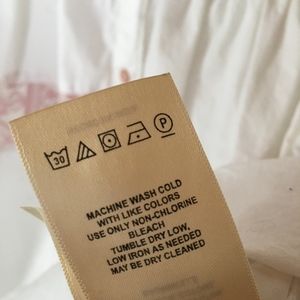 30 P
MACHINE WASH COLD
WITH LIKE COLORS
USE ONLY NON-CHLORINE
BLEACH
TUMBLE DRY LOW,
LOW IRON AS NEEDED
MAY BE DRY CLEANED